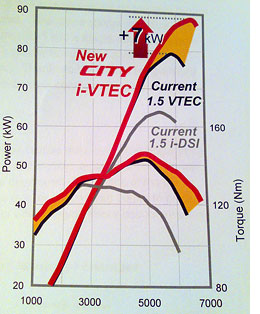 90
+7kW
80
New
CITY
i-VTEC
Current
1.5 VTEC
70
60
Current
1.5 i-DSI
160
50
40
120
30
20
80
Power (kW)
Torque (Nm)
1000 3000 5000 7000